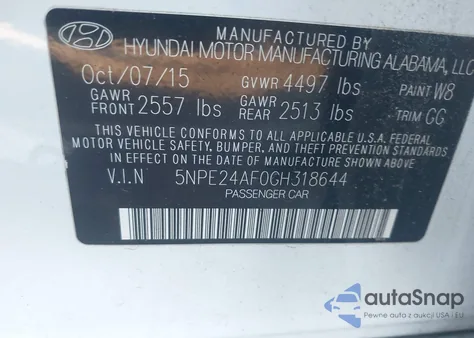 MANUFACTURED BY
HYUNDAI MOTOR MANUFACTURING ALABAMA, LLC
Oct/07/15 GVWR 4497 lbs PAINT W8
GAWR FRONT 2557 lbs GAWR REAR 2513 lbs TRIM GG
THIS VEHICLE CONFORMS TO ALL APPLICABLE U.S.A. FEDERAL
MOTOR VEHICLE SAFETY, BUMPER, AND THEFT PREVENTION STANDARDS
IN EFFECT ON THE DATE OF MANUFACTURE SHOWN ABOVE.
V.I.N 5NPE24AF0GH318644
PASSENGER CAR
autoSnap
Pewne auta z USA i EU